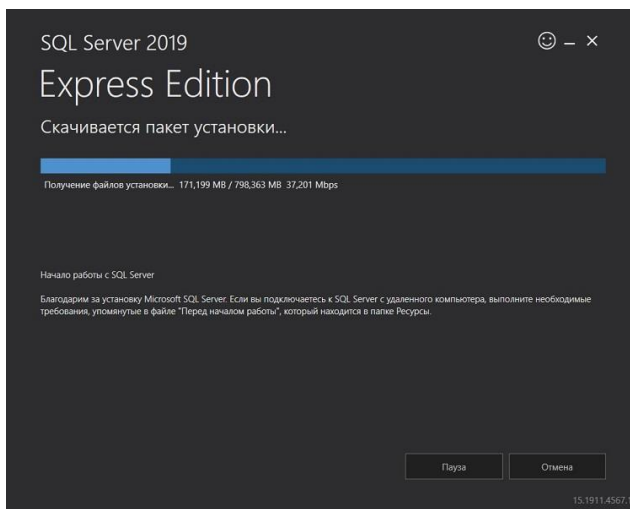 SQL Server 2019
Express Edition
Скачивается пакет установки...
Получение файлов установки... 171,199 MB / 798,363 MB 37,201 Mbps
Начало работы с SQL Server
Благодарим за установку Microsoft SQL Server. Если вы подключаетесь к SQL Server с удаленного компьютера, выполните необходимые
требования, упомянутые в файле "Перед началом работы", который находится в папке Ресурсы.
Пауза
Отмена
15.1911.4567.1